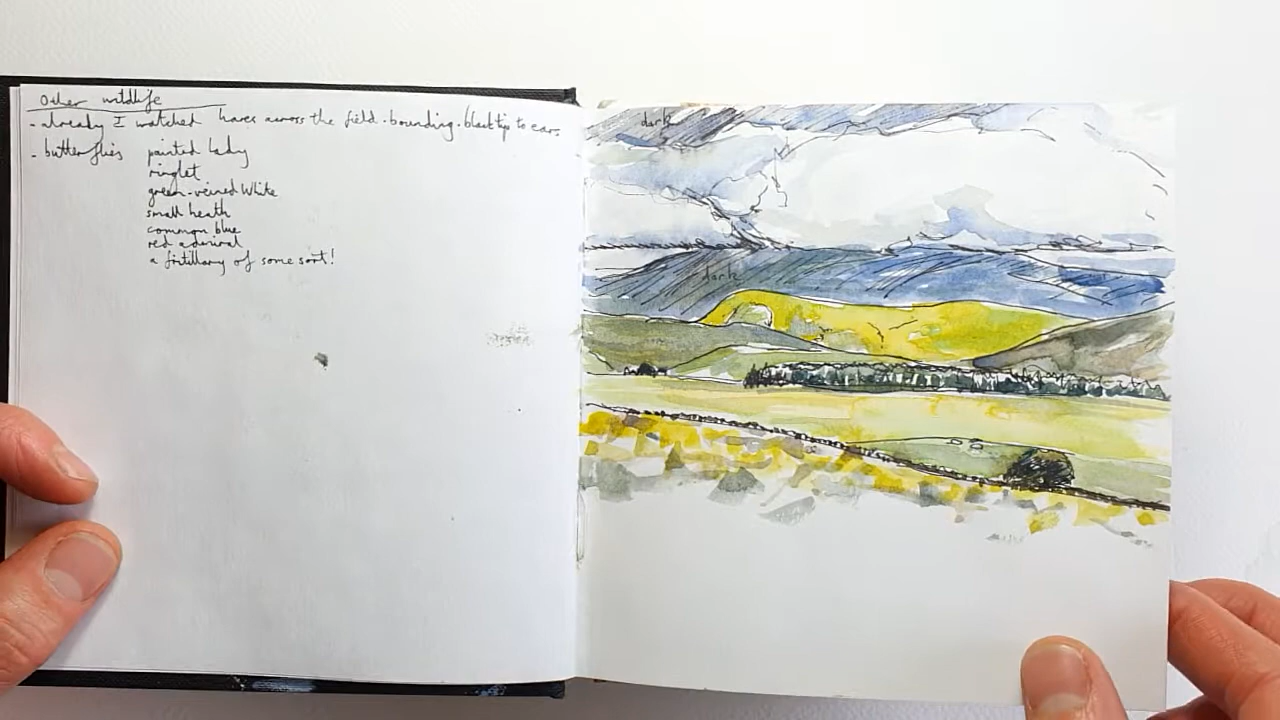 Other wildlife
- already I watched hares across the field. bounding. black tip to ears.
- butterflies painted lady
ringlet
green-veined White
small heath
common blue
red admiral
a fritillary of some sort!
dark
dark